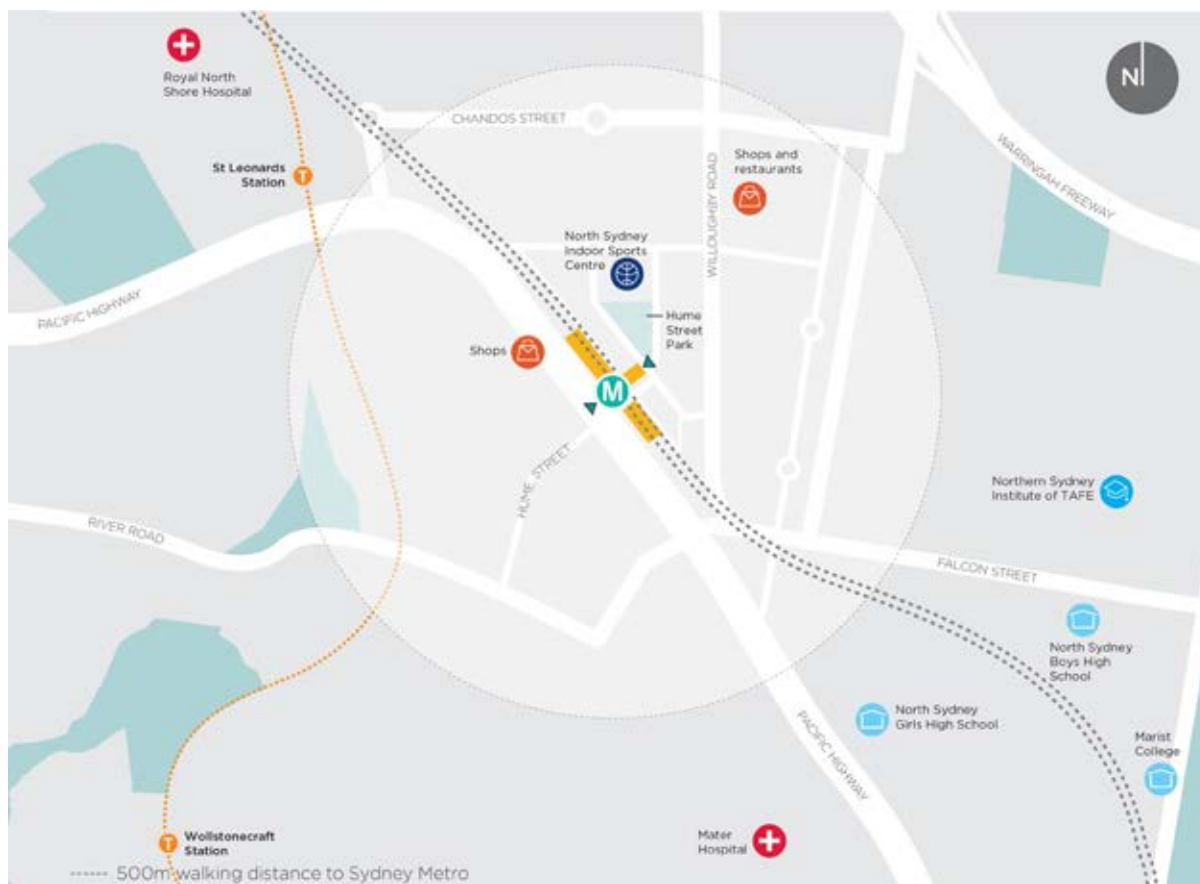 Royal North
Shore Hospital
N
CHANDOS STREET
WARRINGAH FREEWAY
St Leonards
Station
T
Shops and
restaurants
WILLOUGHBY ROAD
North Sydney
Indoor Sports
Centre
PACIFIC HIGHWAY
Hume
Street
Park
Shops
M
HUME STREET
Northern Sydney
Institute of TAFE
RIVER ROAD
FALCON STREET
North Sydney
Boys High
School
North Sydney
Girls High School
PACIFIC HIGHWAY
Marist
College
Wollstonecraft
Station
T
Mater
Hospital
500m walking distance to Sydney Metro